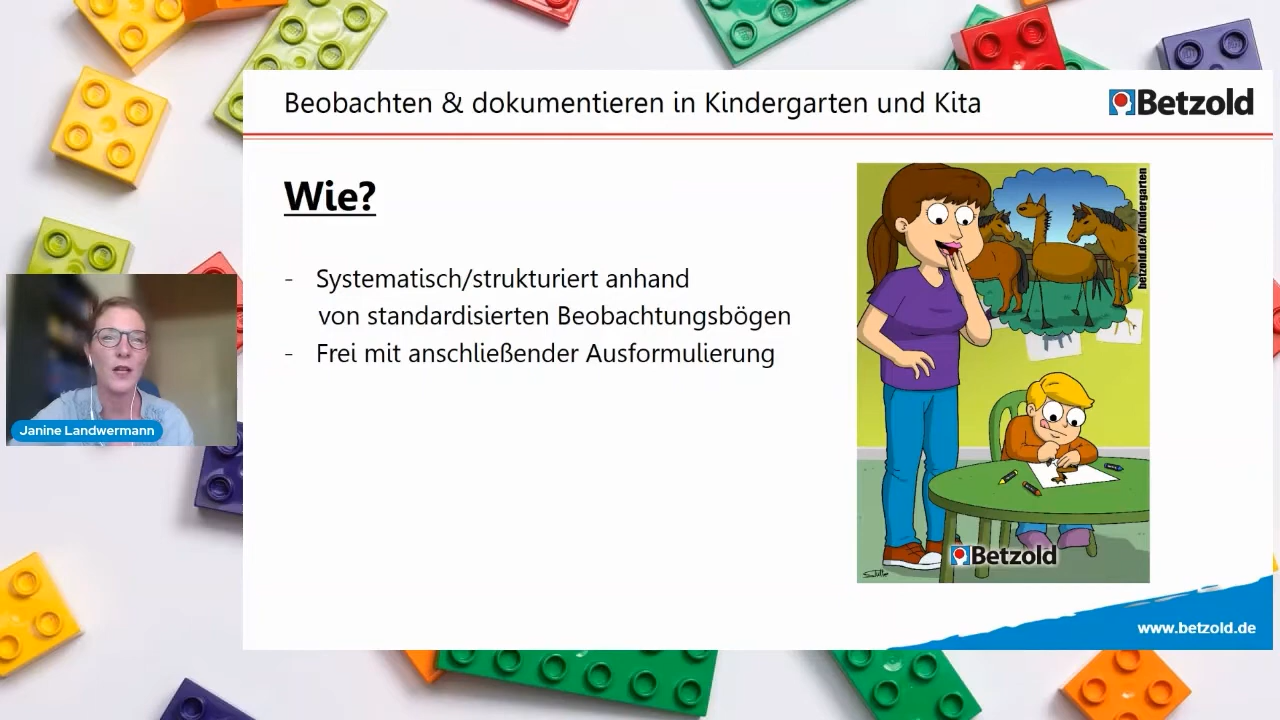 Beobachten & dokumentieren in Kindergarten und Kita
Betzold
Wie?
- Systematisch/strukturiert anhand
von standardisierten Beobachtungsbögen
- Frei mit anschließender Ausformulierung
betzold.de/Kindergarten
Janine Landwermann
Betzold
www.betzold.de